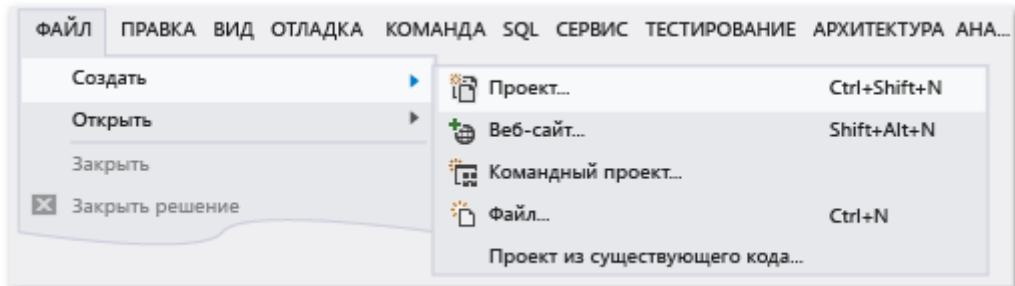 ФАЙЛ ПРАВКА ВИД ОТЛАДКА КОМАНДА SQL СЕРВИС ТЕСТИРОВАНИЕ АРХИТЕКТУРА АНА...
Создать
Открыть
Закрыть
Закрыть решение
Проект... Ctrl+Shift+N
Веб-сайт... Shift+Alt+N
Командный проект...
Файл... Ctrl+N
Проект из существующего кода...